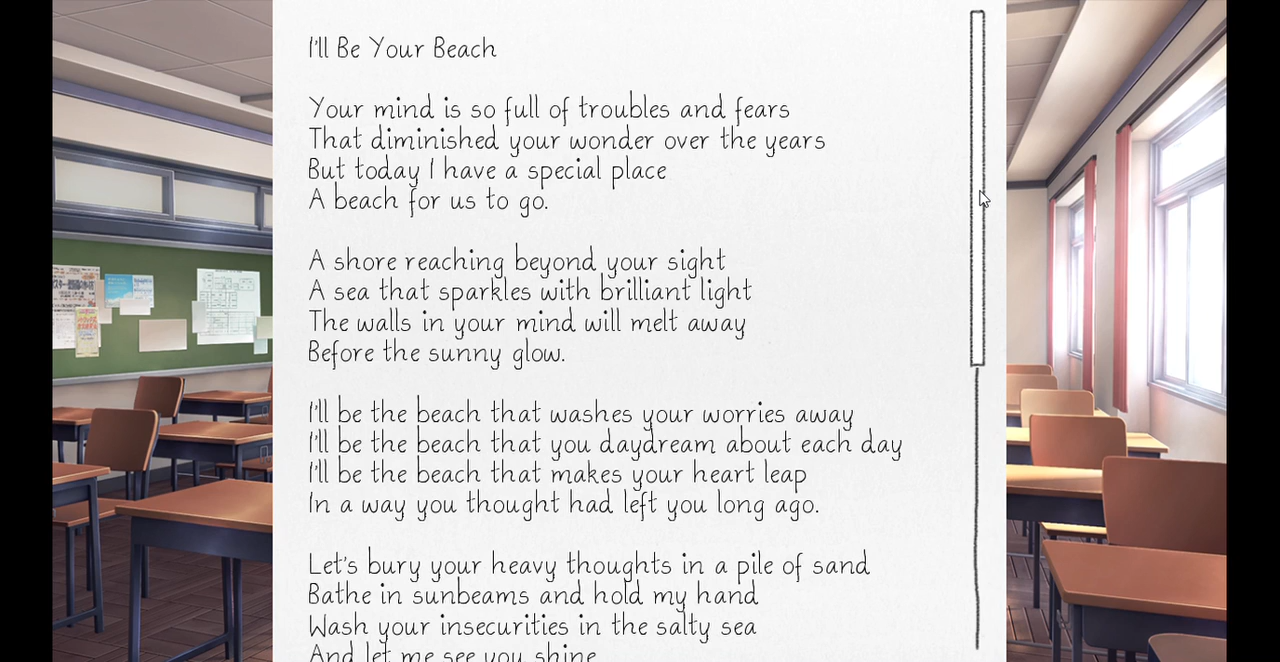 I'll Be Your Beach
Your mind is so full of troubles and fears
That diminished your wonder over the years
But today I have a special place
A beach for us to go.
A shore reaching beyond your sight
A sea that sparkles with brilliant light
The walls in your mind will melt away
Before the sunny glow.
I'll be the beach that washes your worries away
I'll be the beach that you daydream about each day
I'll be the beach that makes your heart leap
In a way you thought had left you long ago.
Let's bury your heavy thoughts in a pile of sand
Bathe in sunbeams and hold my hand
Wash your insecurities in the salty sea
And let me see you shine